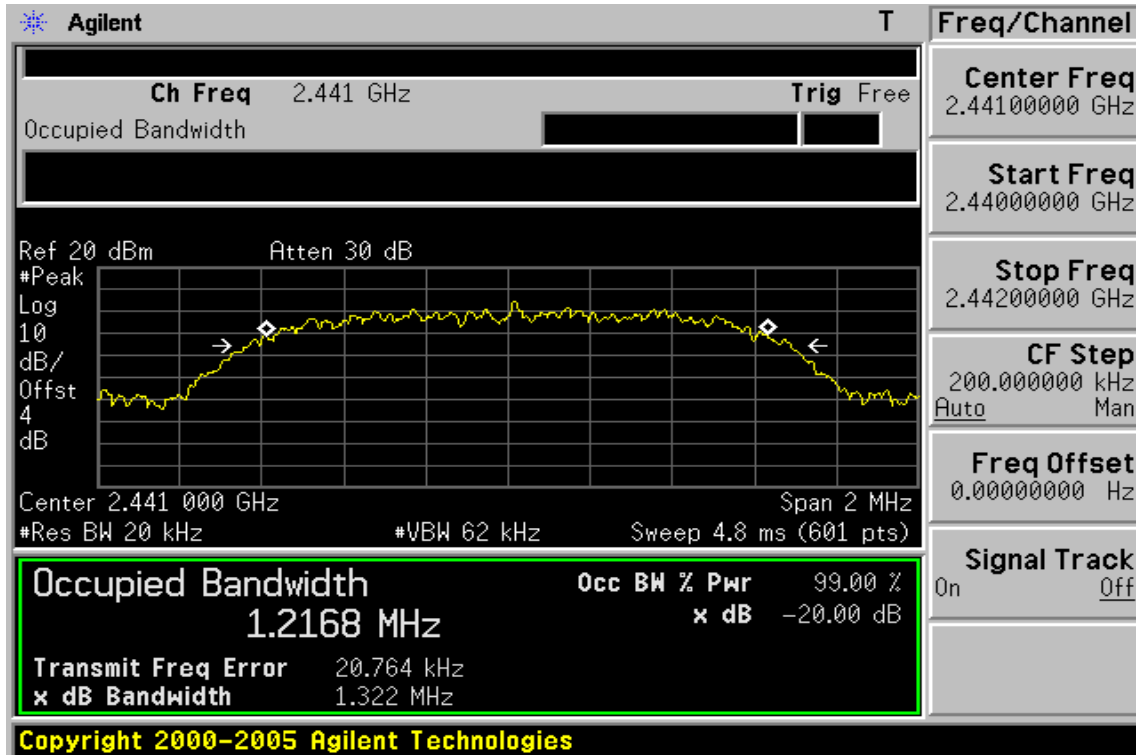 Agilent T
Ch Freq 2.441 GHz Trig Free
Occupied Bandwidth
Ref 20 dBm Atten 30 dB
#Peak
Log
10
dB/
Offst
4
dB
Center 2.441 000 GHz Span 2 MHz
#Res BW 20 kHz #VBW 62 kHz Sweep 4.8 ms (601 pts)
Occupied Bandwidth
1.2168 MHz
Occ BW % Pwr 99.00 %
x dB -20.00 dB
Transmit Freq Error 20.764 kHz
x dB Bandwidth 1.322 MHz
Copyright 2000-2005 Agilent Technologies
Freq/Channel
Center Freq
2.44100000 GHz
Start Freq
2.44000000 GHz
Stop Freq
2.44200000 GHz
CF Step
200.000000 kHz
Auto Man
Freq Offset
0.00000000 Hz
Signal Track
On Off